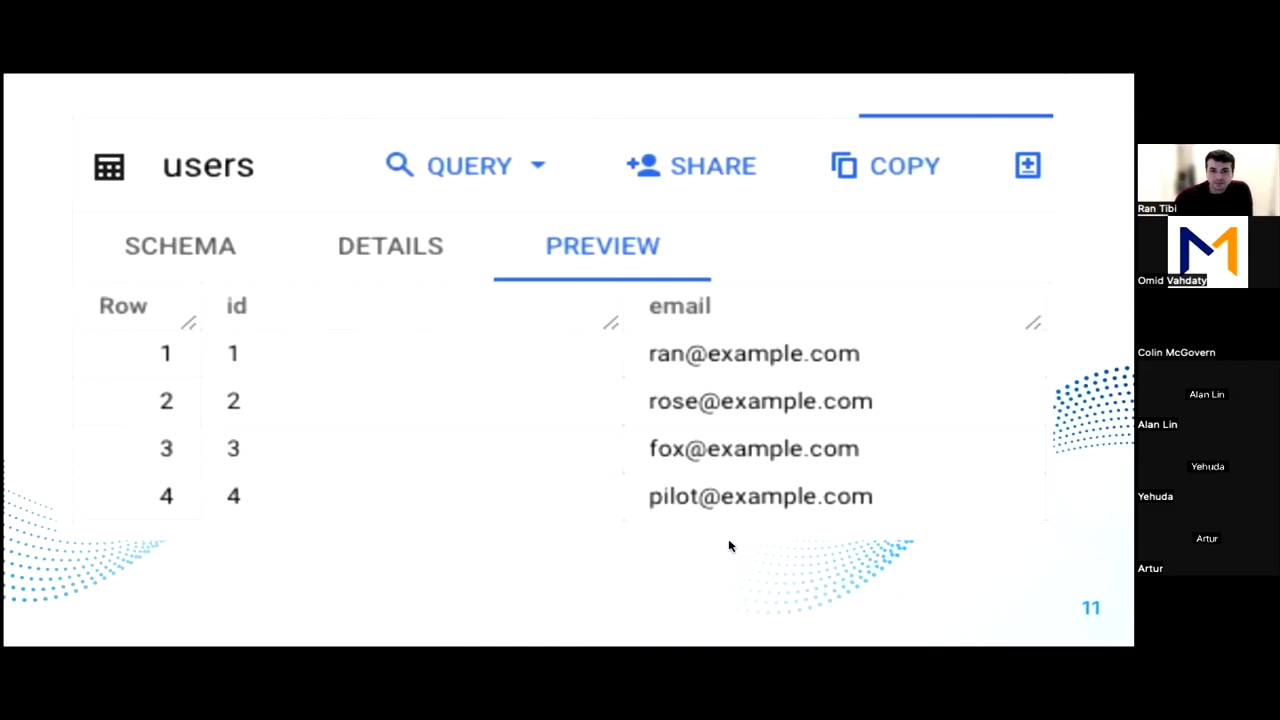 users QUERY SHARE COPY
SCHEMA DETAILS PREVIEW
Row id email
1 1 ran@example.com
2 2 rose@example.com
3 3 fox@example.com
4 4 pilot@example.com
11
Ran Tibi
Omid Vahdaty
Colin McGovern
Alan Lin
Alan Lin
Yehuda
Yehuda
Artur
Artur